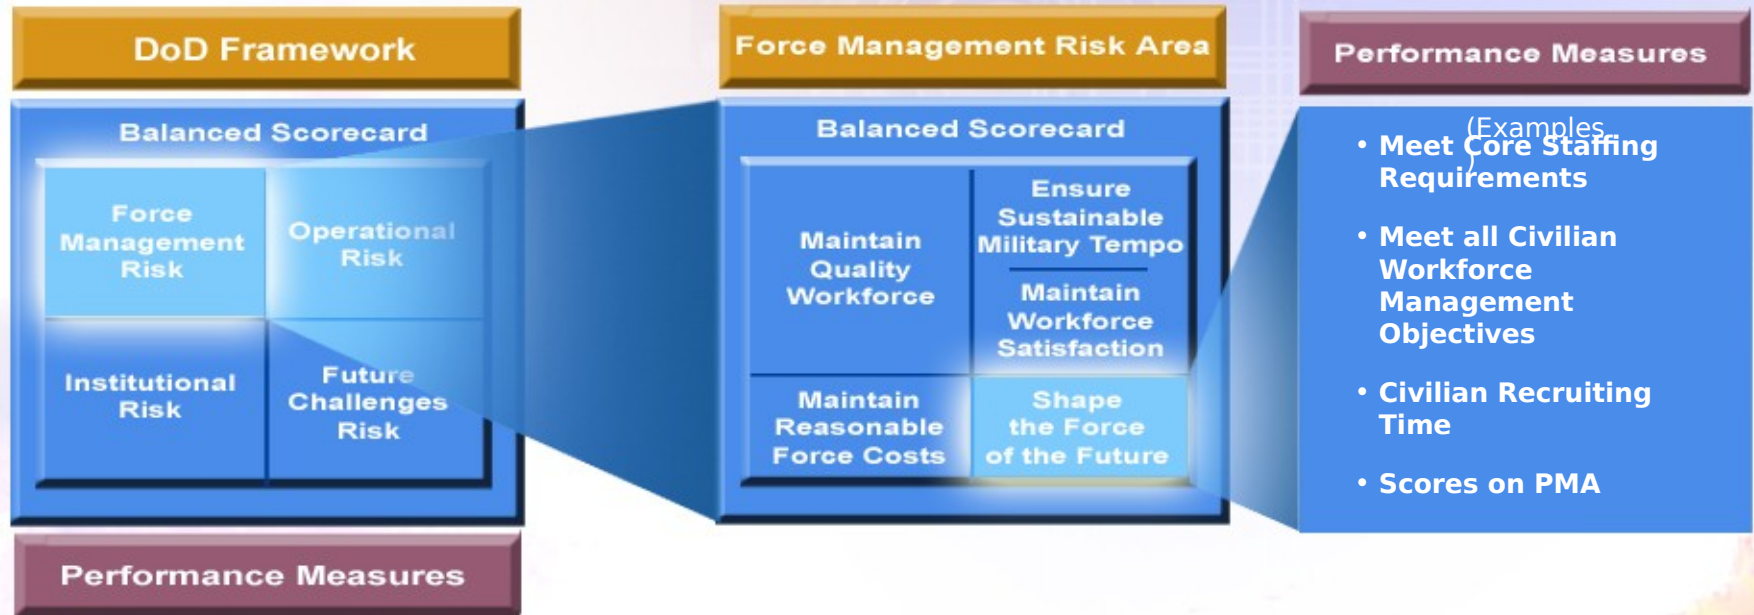 DoD Framework
Balanced Scorecard
Force
Management
Risk
Operational
Risk
Institutional
Risk
Future
Challenges
Risk
Performance Measures
Force Management Risk Area
Balanced Scorecard
Maintain
Quality
Workforce
Ensure
Sustainable
Military Tempo
Maintain
Workforce
Satisfaction
Maintain
Reasonable
Force Costs
Shape
the Force
of the Future
Performance Measures
(Examples
)
• Meet Core Staffing
Requirements
• Meet all Civilian
Workforce
Management
Objectives
• Civilian Recruiting
Time
• Scores on PMA